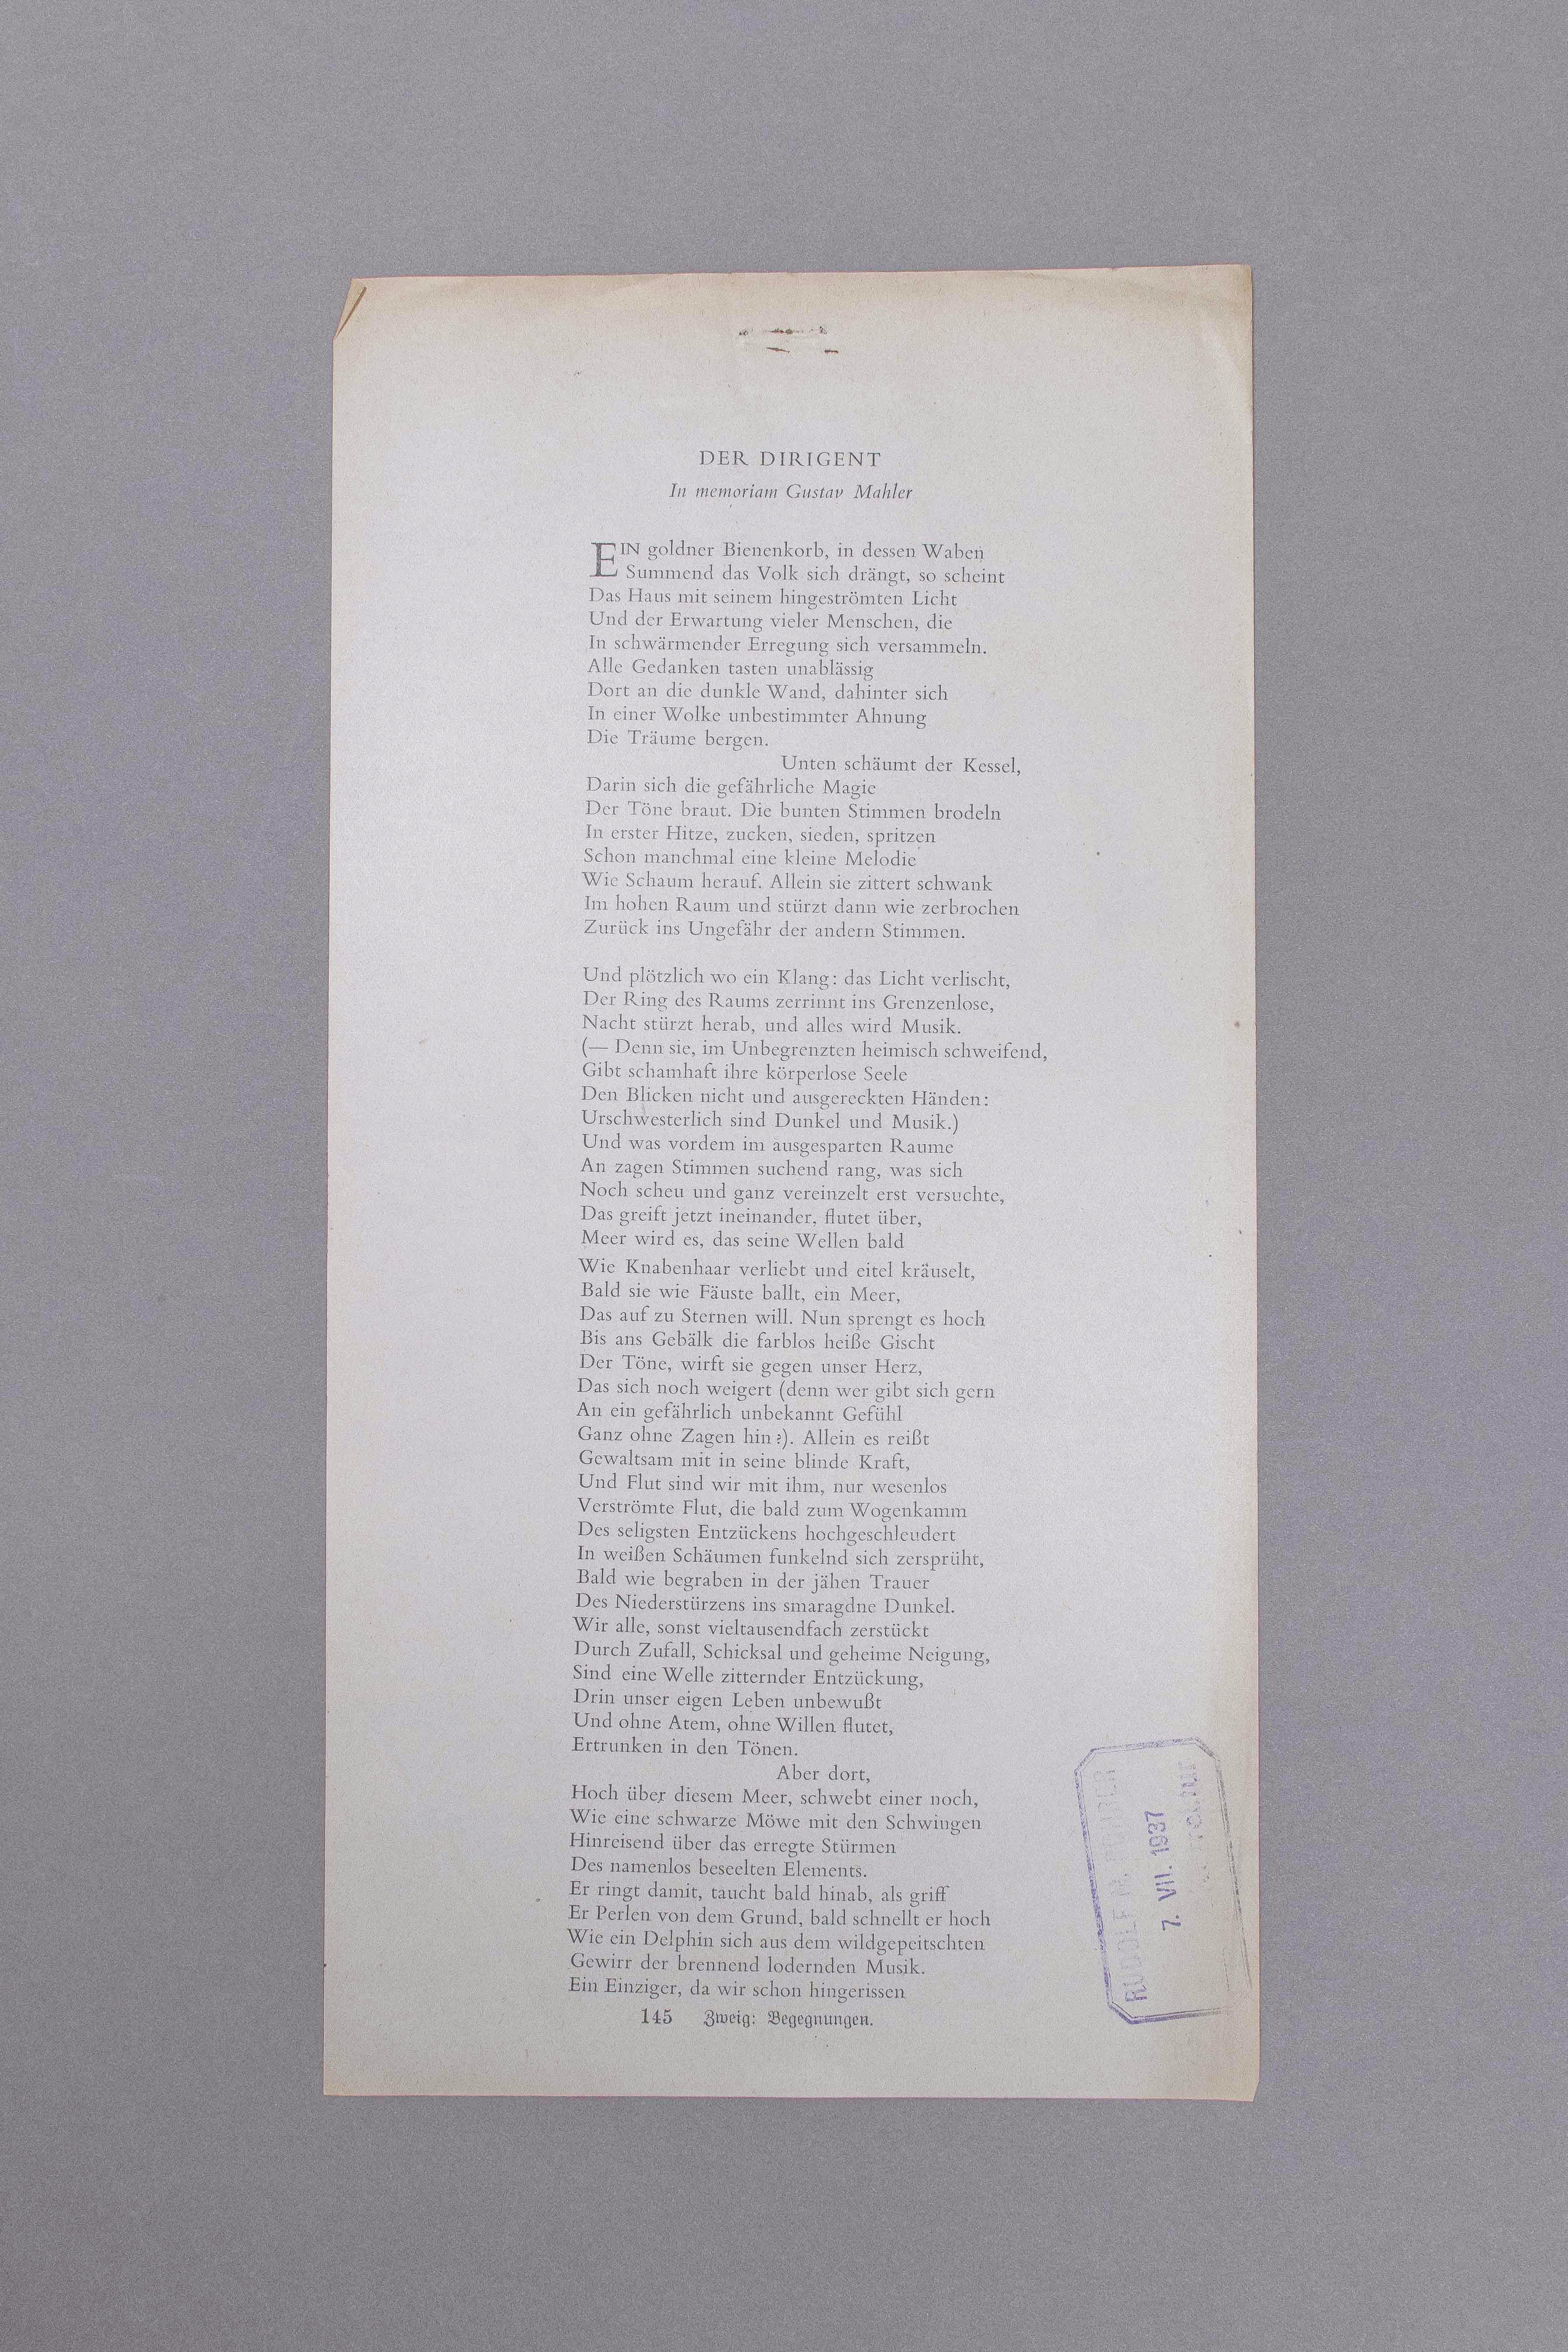 DER DIRIGENT
In memoriam Gustav Mahler
EIN goldner Bienenkorb, in dessen Waben
Summend das Volk sich drängt, so scheint
Das Haus mit seinem hingeströmten Licht
Und der Erwartung vieler Menschen, die
In schwärmender Erregung sich versammeln.
Alle Gedanken tasten unablässig
Dort an die dunkle Wand, dahinter sich
In einer Wolke unbestimmter Ahnung
Die Träume bergen.
Unten schäumt der Kessel,
Darin sich die gefährliche Magie
Der Töne braut. Die bunten Stimmen brodeln
In erster Hitze, zucken, sieden, spritzen
Schon manchmal eine kleine Melodie
Wie Schaum herauf. Allein sie zittert schwank
Im hohen Raum und stürzt dann wie zerbrochen
Zurück ins Ungefähr der andern Stimmen.
Und plötzlich wo ein Klang: das Licht verlischt,
Der Ring des Raums zerrinnt ins Grenzenlose,
Nacht stürzt herab, und alles wird Musik.
(— Denn sie, im Unbegrenzten heimisch schweifend,
Gibt schamhaft ihre körperlose Seele
Den Blicken nicht und ausgereckten Händen:
Urschwesterlich sind Dunkel und Musik.)
Und was vordem im ausgesparten Raume
An zagen Stimmen suchend rang, was sich
Noch scheu und ganz vereinzelt erst versuchte,
Das greift jetzt ineinander, flutet über,
Meer wird es, das seine Wellen bald
Wie Knabenhaar verliebt und eitel kräuselt,
Bald sie wie Fäuste ballt, ein Meer,
Das auf zu Sternen will. Nun sprengt es hoch
Bis ans Gebälk die farblos heiße Gischt
Der Töne, wirft sie gegen unser Herz,
Das sich noch weigert (denn wer gibt sich gern
An ein gefährlich unbekannt Gefühl
Ganz ohne Zagen hin?). Allein es reißt
Gewaltsam mit in seine blinde Kraft,
Und Flut sind wir mit ihm, nur wesenlos
Verströmte Flut, die bald zum Wogenkamm
Des seligsten Entzückens hochgeschleudert
In weißen Schäumen funkelnd sich zersprüht,
Bald wie begraben in der jähen Trauer
Des Niederstürzens ins smaragdne Dunkel.
Wir alle, sonst vieltausendfach zerstückt
Durch Zufall, Schicksal und geheime Neigung,
Sind eine Welle zitternder Entzückung,
Drin unser eigen Leben unbewußt
Und ohne Atem, ohne Willen flutet,
Ertrunken in den Tönen.
Aber dort,
Hoch über diesem Meer, schwebt einer noch,
Wie eine schwarze Möwe mit den Schwingen
Hinreisend über das erregte Stürmen
Des namenlos beseelten Elements.
Er ringt damit, taucht bald hinab, als griff
Er Perlen von dem Grund, bald schnellt er hoch
Wie ein Delphin sich aus dem wildgepeitschten
Gewirr der brennend lodernden Musik.
Ein Einziger, da wir schon hingerissen
145 Zweig: Begegnungen.
RUDOLF
7. VII. 1937